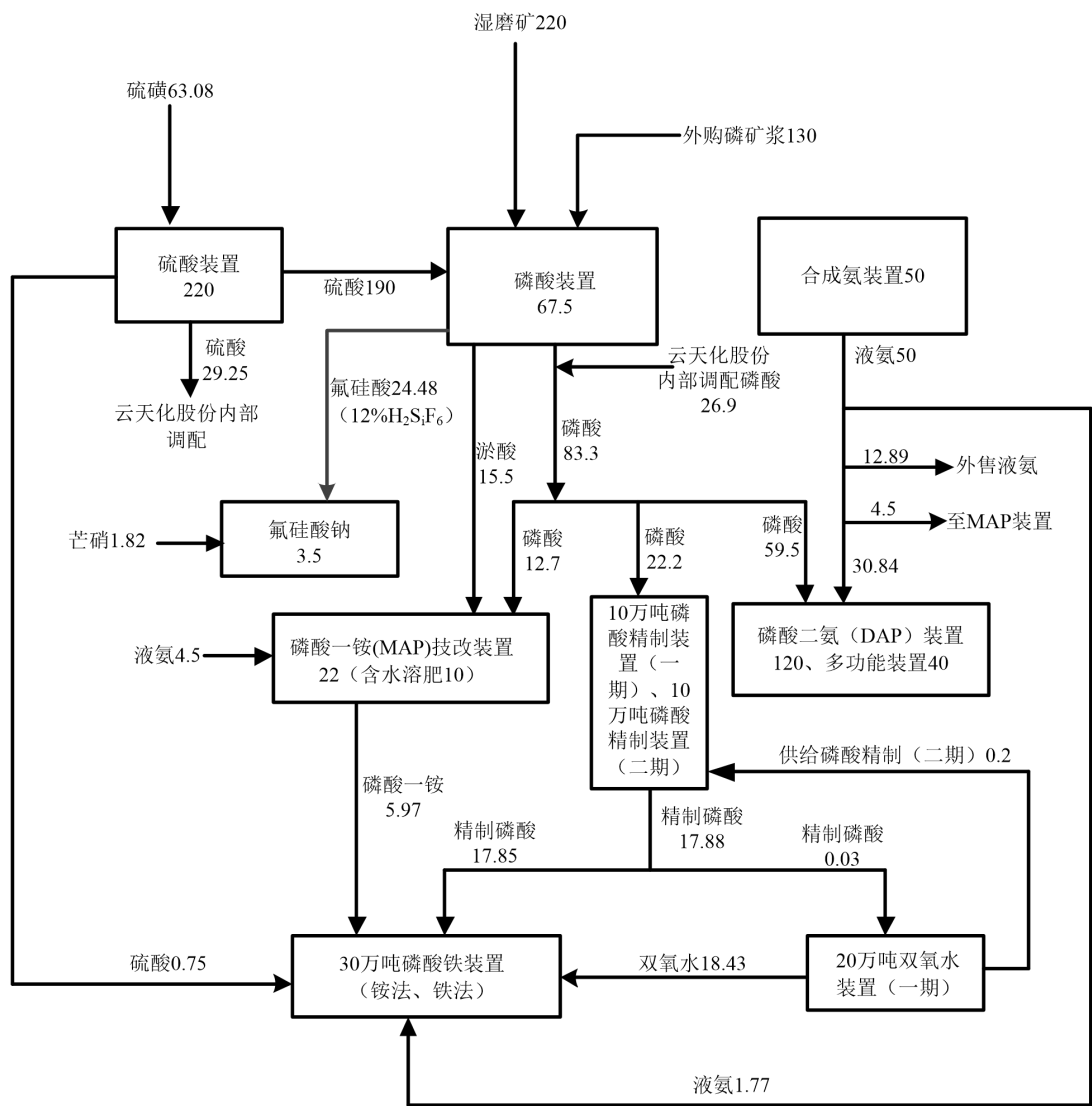 湿磨矿220
硫磺63.08
外购磷矿浆130
硫酸装置
220
硫酸190
磷酸装置
67.5
合成氨装置50
硫酸
29.25
云天化股份内部
调配
氟硅酸24.48
（12%H₂SᵢF₆）
淤酸
15.5
磷酸
83.3
云天化股份
内部调配磷酸
26.9
液氨50
12.89
外售液氨
4.5
至MAP装置
30.84
芒硝1.82
氟硅酸钠
3.5
磷酸
12.7
磷酸
22.2
磷酸
59.5
液氨4.5
磷酸一铵(MAP)技改装置
22（含水溶肥10）
10万吨磷
酸精制装
置（一
期）、10
万吨磷酸
精制装置
（二期）
磷酸二氨（DAP）装置
120、多功能装置40
供给磷酸精制（二期）0.2
磷酸一铵
5.97
精制磷酸
17.85
精制磷酸
17.88
精制磷酸
0.03
硫酸0.75
30万吨磷酸铁装置
（铵法、铁法）
双氧水18.43
20万吨双氧水
装置（一期）
液氨1.77